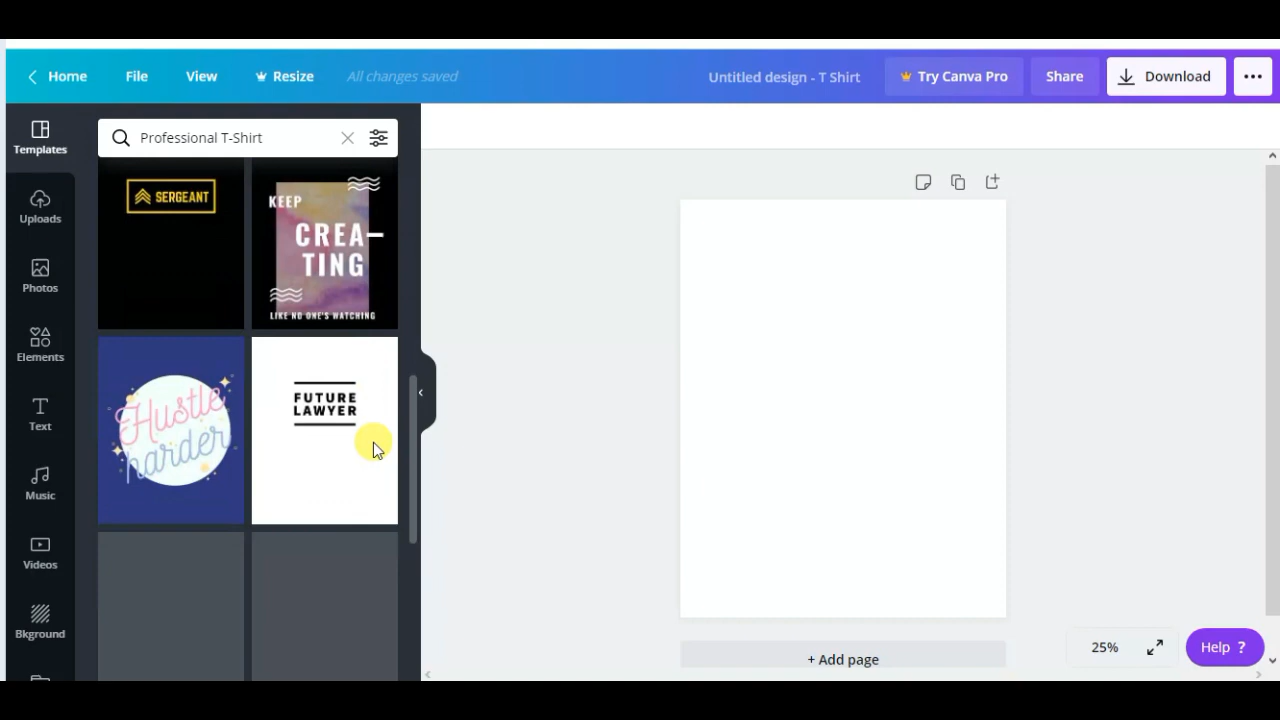 Home
File
View
Resize
All changes saved
Untitled design - T Shirt
Try Canva Pro
Share
Download
Templates
Uploads
Photos
Elements
Text
Music
Videos
Bkground
Professional T-Shirt
SERGEANT
KEEP
CREA-
TING
LIKE NO ONE'S WATCHING
Hustle
harder
FUTURE
LAWYER
+ Add page
25%
Help ?